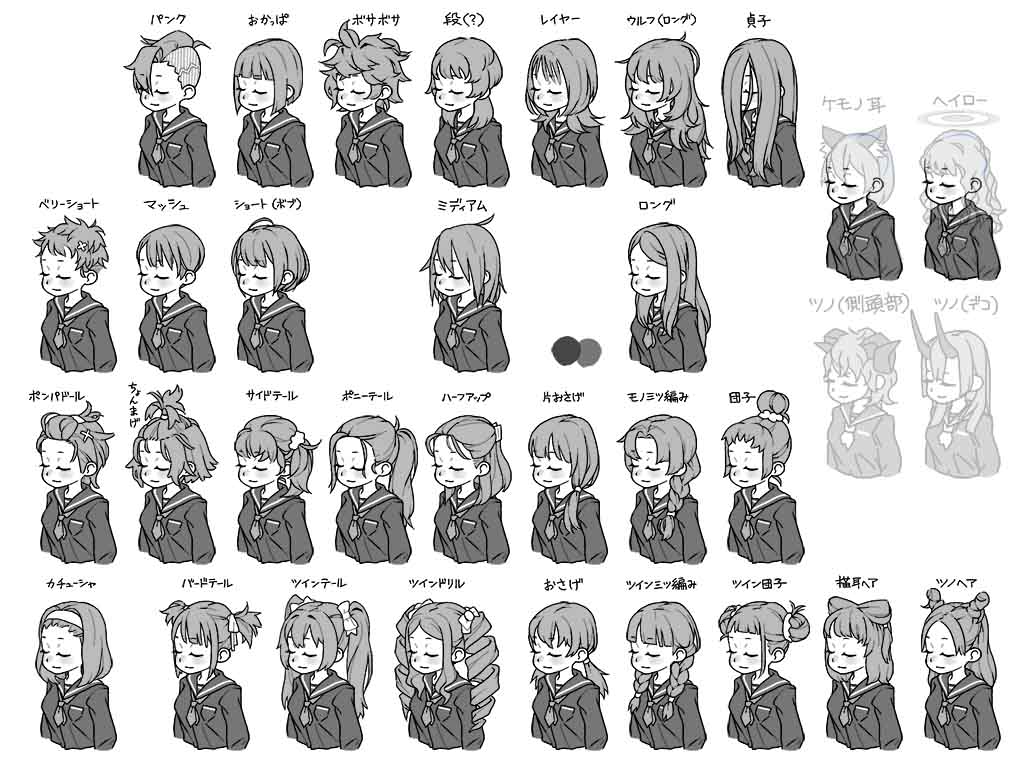 パンク
おかっぱ
ボサボサ
段(?)
レイヤー
ウルフ(ロング)
貞子
ケモノ耳
ヘイロー
ベリーショート
マッシュ
ショート(ボブ)
ミディアム
ロング
ツノ(側頭部)
ツノ(デコ)
ポンパドール
ちょんまげ
サイドテール
ポニーテール
ハーフアップ
片おさげ
モノミツ編み
団子
カチューシャ
バードテール
ツインテール
ツインドリル
おさげ
ツイン三ツ編み
ツイン団子
猫耳ヘア
ツノヘア